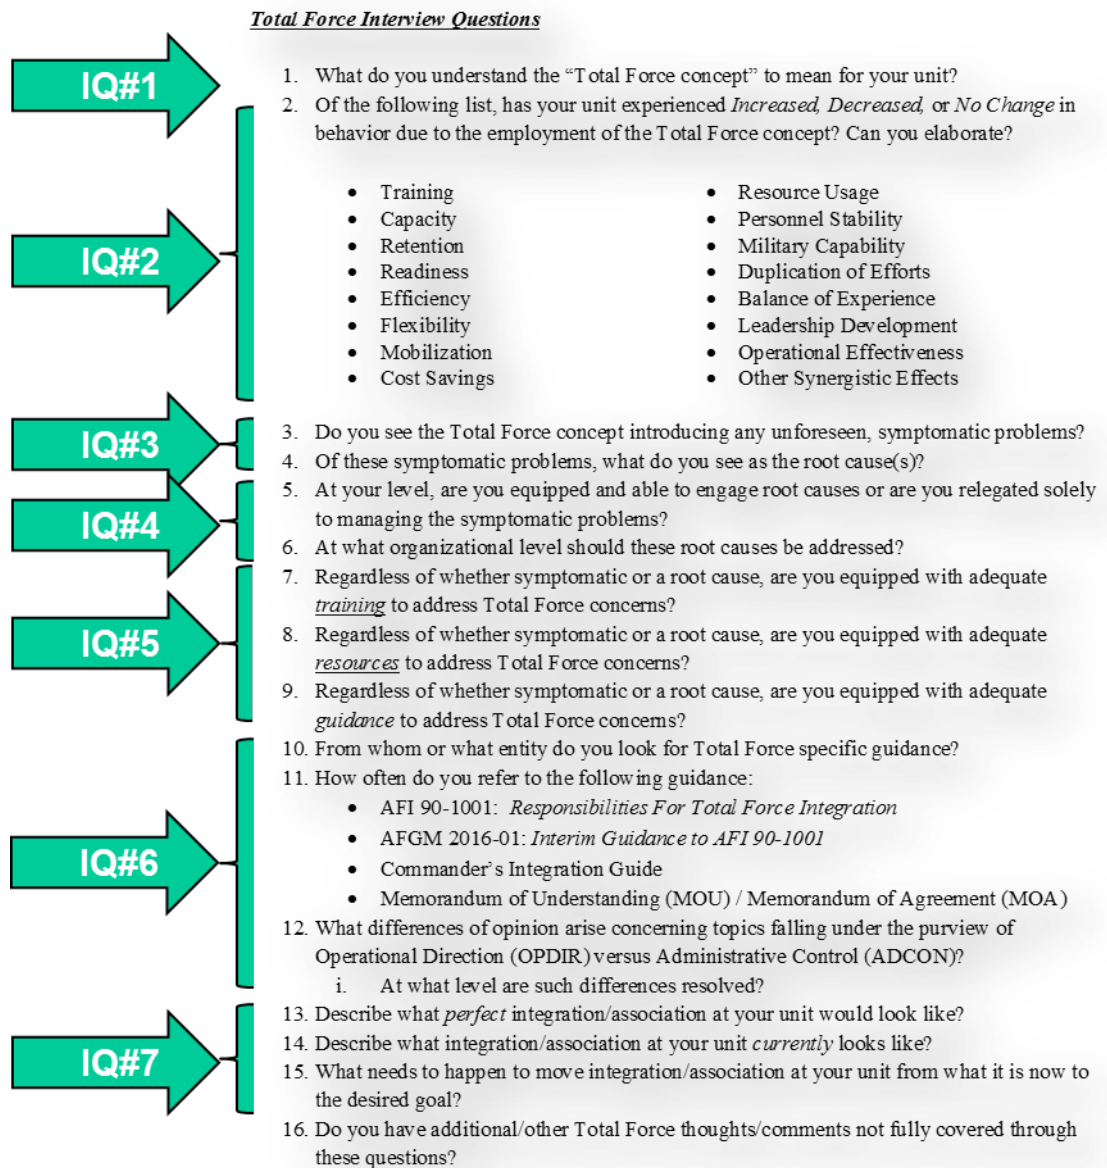 Total Force Interview Questions
IQ#1
1. What do you understand the “Total Force concept” to mean for your unit?
2. Of the following list, has your unit experienced Increased, Decreased, or No Change in
behavior due to the employment of the Total Force concept? Can you elaborate?
IQ#2
• Training
• Capacity
• Retention
• Readiness
• Efficiency
• Flexibility
• Mobilization
• Cost Savings
• Resource Usage
• Personnel Stability
• Military Capability
• Duplication of Efforts
• Balance of Experience
• Leadership Development
• Operational Effectiveness
• Other Synergistic Effects
IQ#3
3. Do you see the Total Force concept introducing any unforeseen, symptomatic problems?
4. Of these symptomatic problems, what do you see as the root cause(s)?
IQ#4
5. At your level, are you equipped and able to engage root causes or are you relegated solely
to managing the symptomatic problems?
6. At what organizational level should these root causes be addressed?
IQ#5
7. Regardless of whether symptomatic or a root cause, are you equipped with adequate
training to address Total Force concerns?
8. Regardless of whether symptomatic or a root cause, are you equipped with adequate
resources to address Total Force concerns?
9. Regardless of whether symptomatic or a root cause, are you equipped with adequate
guidance to address Total Force concerns?
IQ#6
10. From whom or what entity do you look for Total Force specific guidance?
11. How often do you refer to the following guidance:
• AFI 90-1001: Responsibilities For Total Force Integration
• AFGM 2016-01: Interim Guidance to AFI 90-1001
• Commander’s Integration Guide
• Memorandum of Understanding (MOU) / Memorandum of Agreement (MOA)
12. What differences of opinion arise concerning topics falling under the purview of
Operational Direction (OPDIR) versus Administrative Control (ADCON)?
i. At what level are such differences resolved?
IQ#7
13. Describe what perfect integration/association at your unit would look like?
14. Describe what integration/association at your unit currently looks like?
15. What needs to happen to move integration/association at your unit from what it is now to
the desired goal?
16. Do you have additional/other Total Force thoughts/comments not fully covered through
these questions?